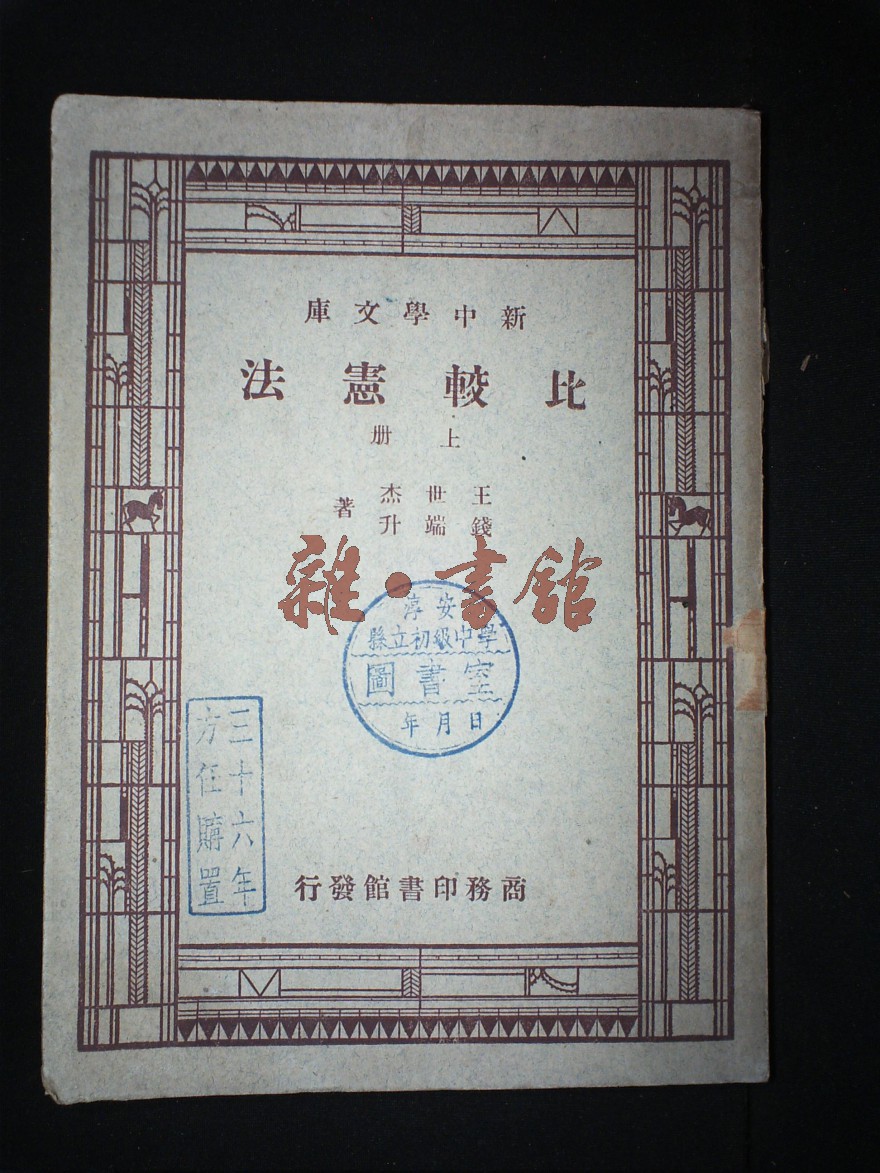 新中學文庫
比較憲法
上册
王世杰
錢端升
著
雜·書館
淳安
縣立初級中學
圖書室
年月日
三十六年
方任購置
商務印書館發行